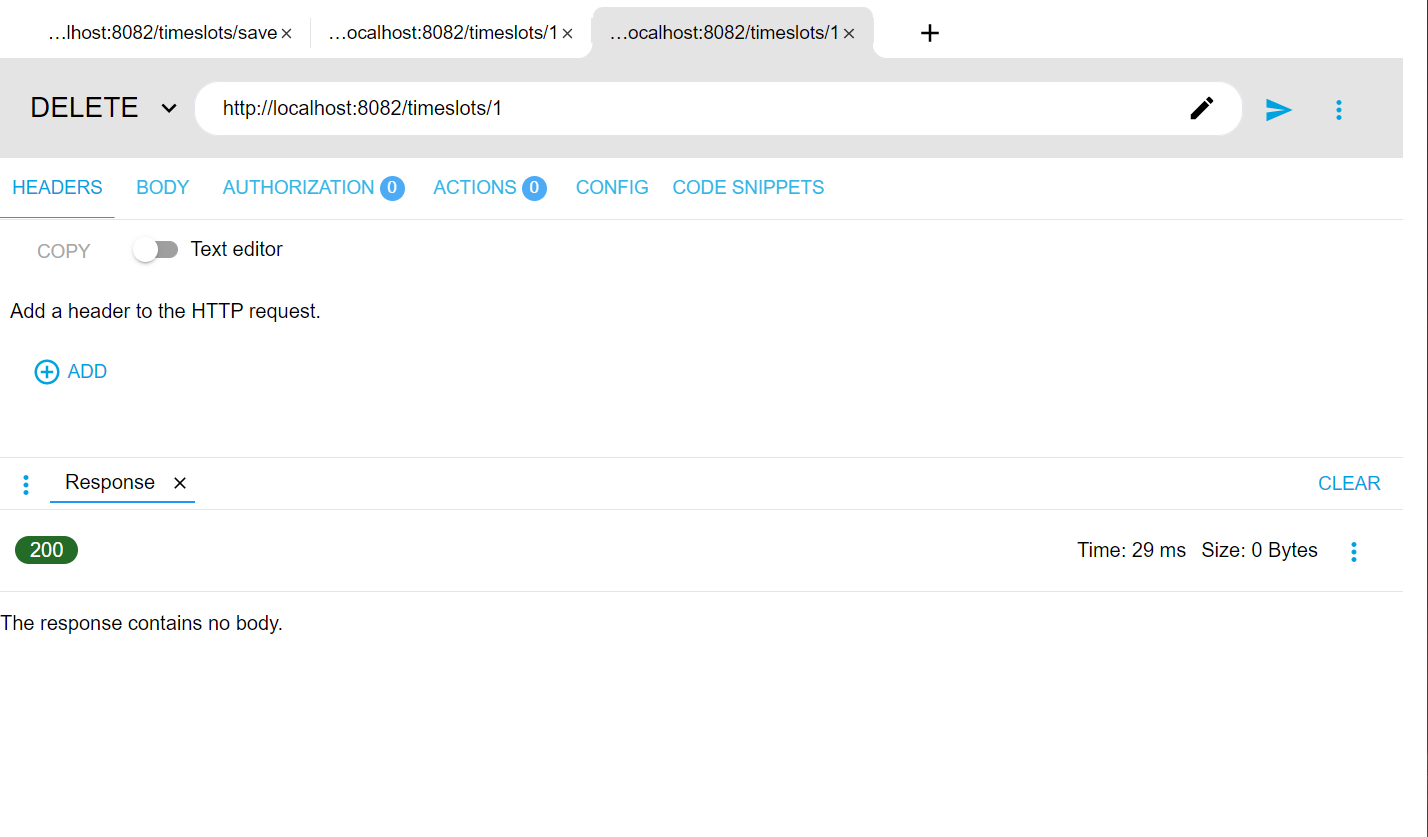 ...lhost:8082/timeslots/save × ...ocalhost:8082/timeslots/1 × ...ocalhost:8082/timeslots/1 × +
DELETE http://localhost:8082/timeslots/1
HEADERS BODY AUTHORIZATION 0 ACTIONS 0 CONFIG CODE SNIPPETS
COPY Text editor
Add a header to the HTTP request.
ADD
Response × CLEAR
200 Time: 29 ms Size: 0 Bytes
The response contains no body.